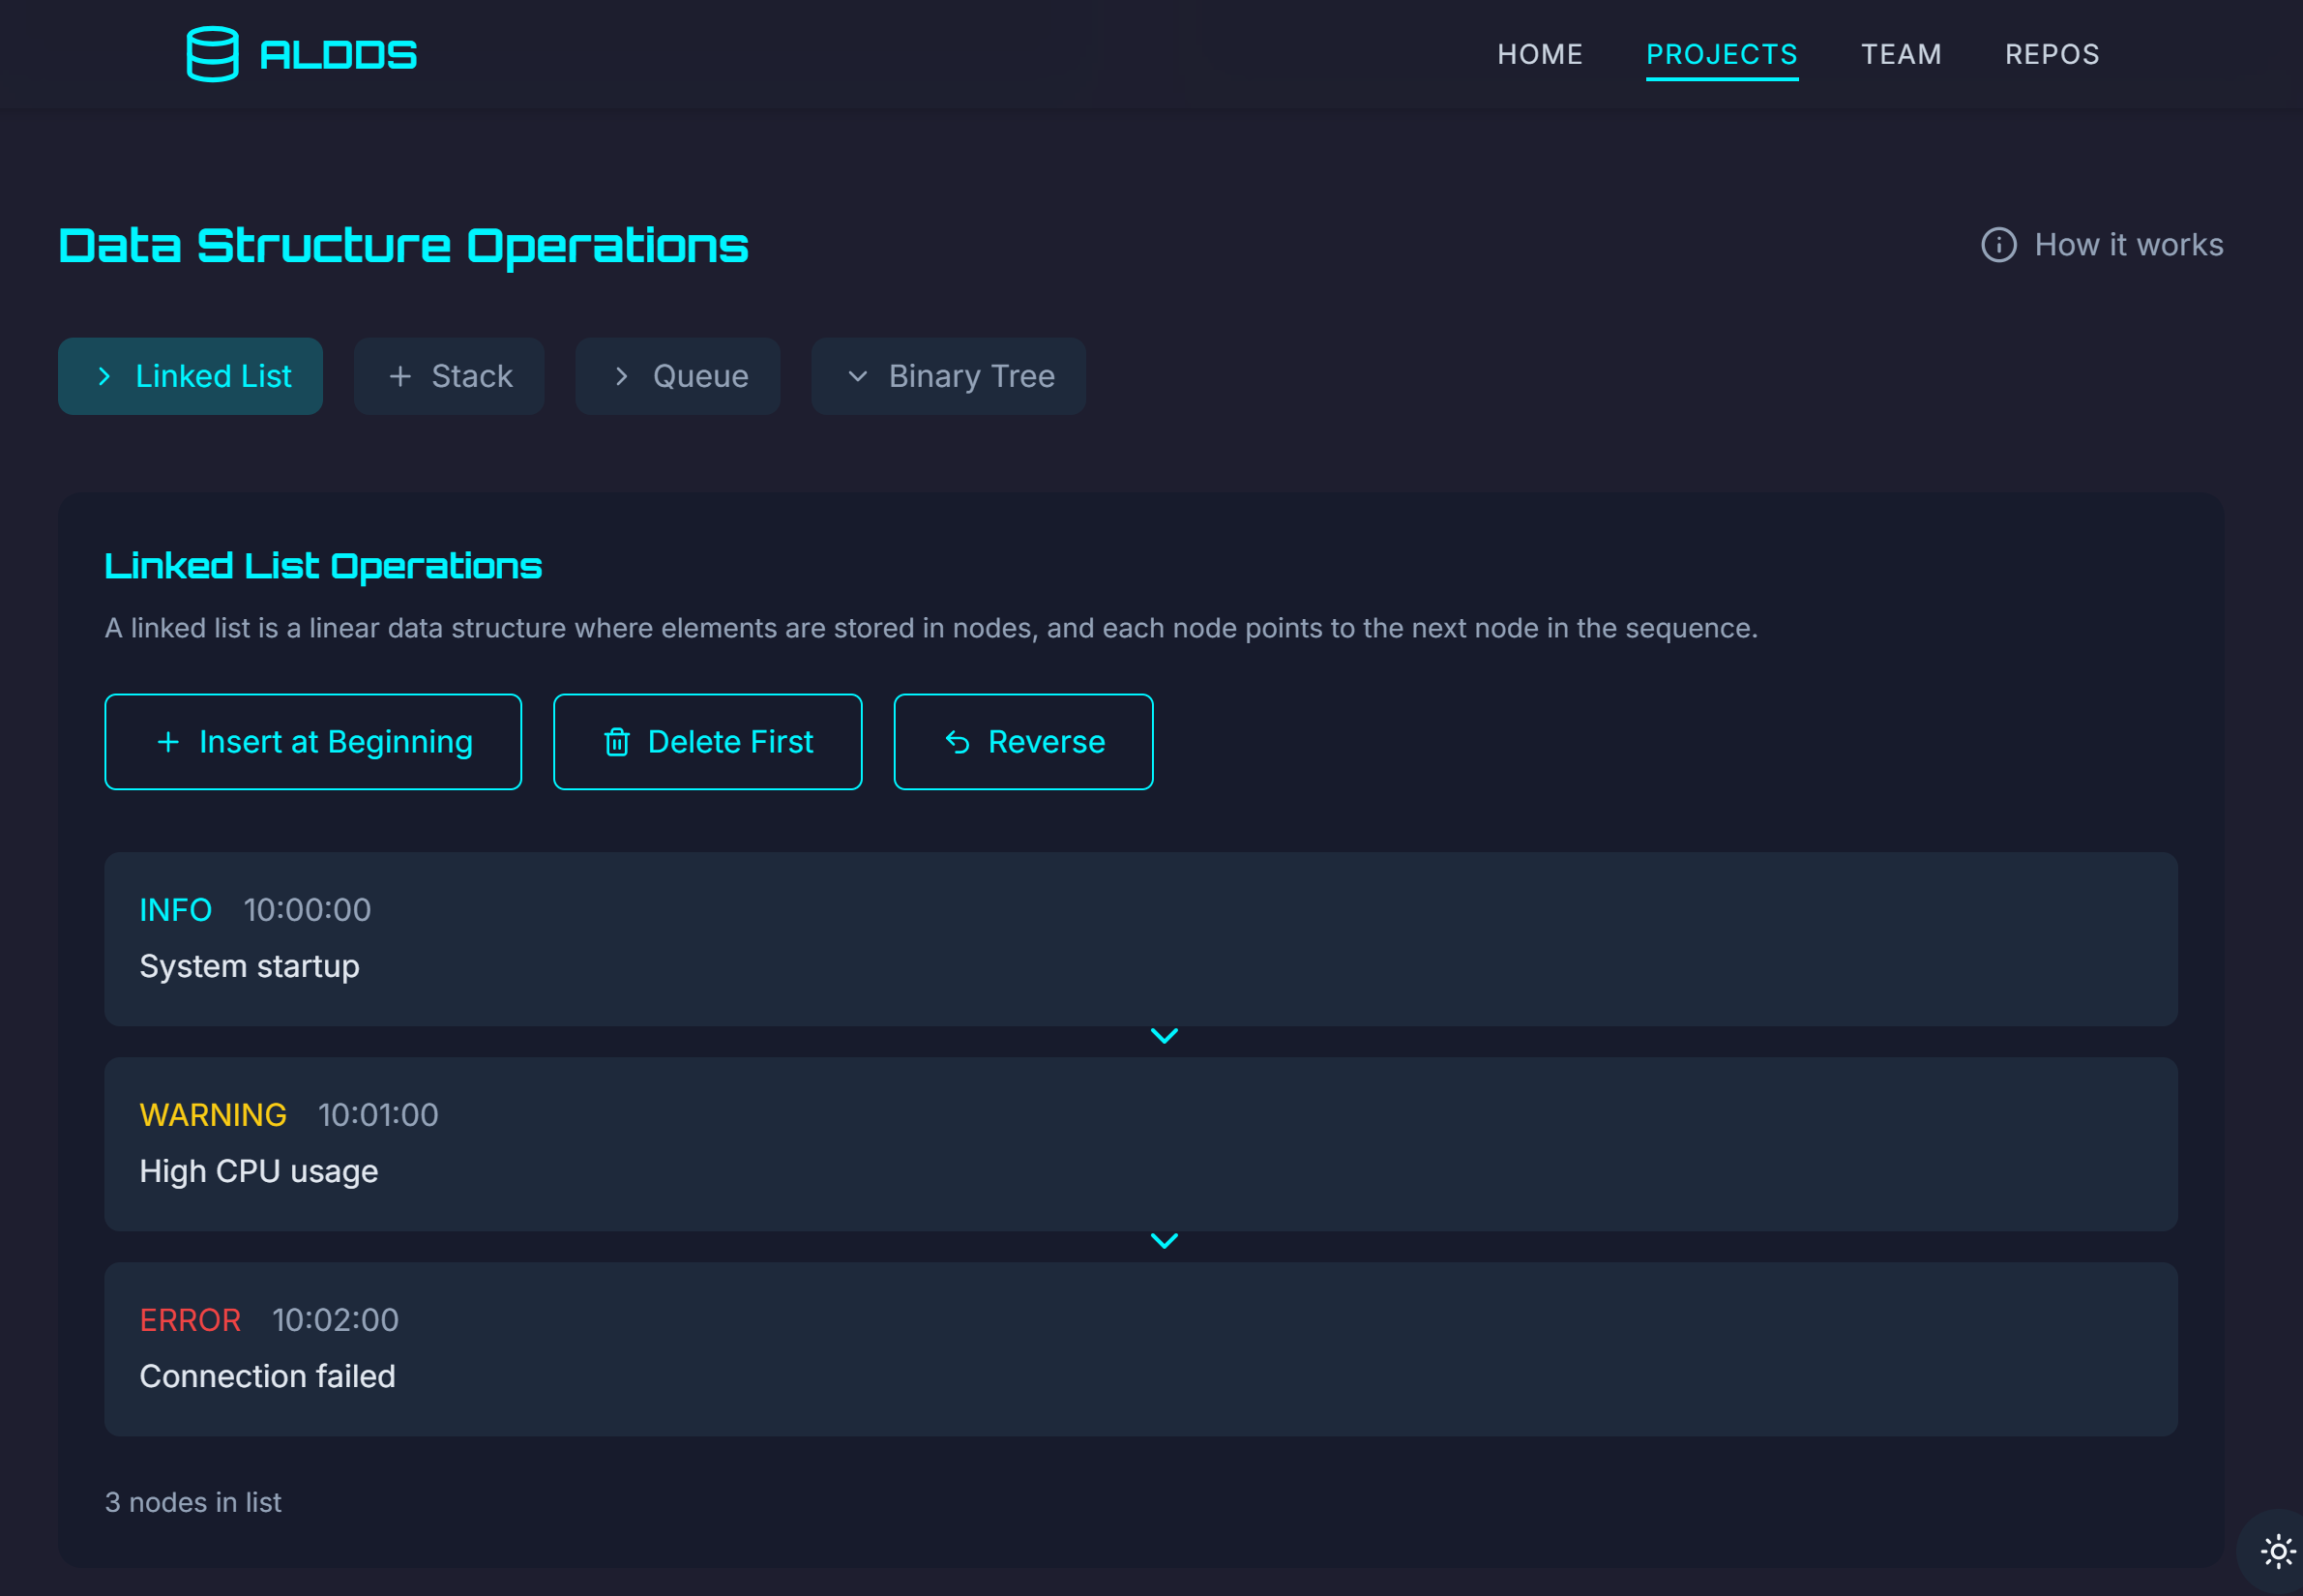 ALDDS
HOME PROJECTS TEAM REPOS
Data Structure Operations
How it works
Linked List Stack Queue Binary Tree
Linked List Operations
A linked list is a linear data structure where elements are stored in nodes, and each node points to the next node in the sequence.
Insert at Beginning Delete First Reverse
INFO 10:00:00
System startup
WARNING 10:01:00
High CPU usage
ERROR 10:02:00
Connection failed
3 nodes in list